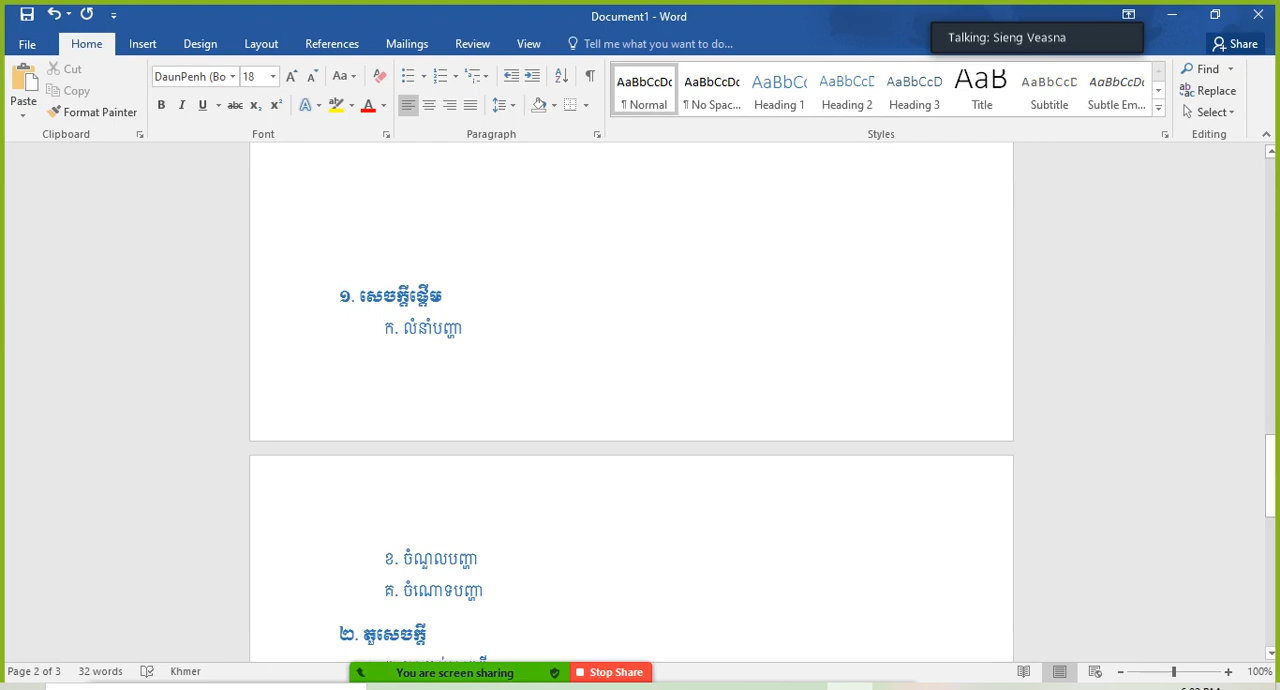 Document1 - Word
Talking: Sieng Veasna
File Home Insert Design Layout References Mailings Review View Tell me what you want to do... Share
Paste Cut Copy Format Painter
DaunPenh (Bo 18
AaBbCcDc ¶ Normal
AaBbCcDc ¶ No Spac...
AaBbCc Heading 1
AaBbCcD Heading 2
AaBbCcD Heading 3
AaB Title
AaBbCcD Subtitle
AaBbCcDc Subtle Em...
Find Replace Select
Clipboard Font Paragraph Styles Editing
១. សេចក្តីផ្តើម
ក. លំនាំបញ្ហា
ខ. ចំណូលបញ្ហា
គ. ចំណោទបញ្ហា
២. តួសេចក្តី
Page 2 of 3 32 words Khmer You are screen sharing Stop Share 100%